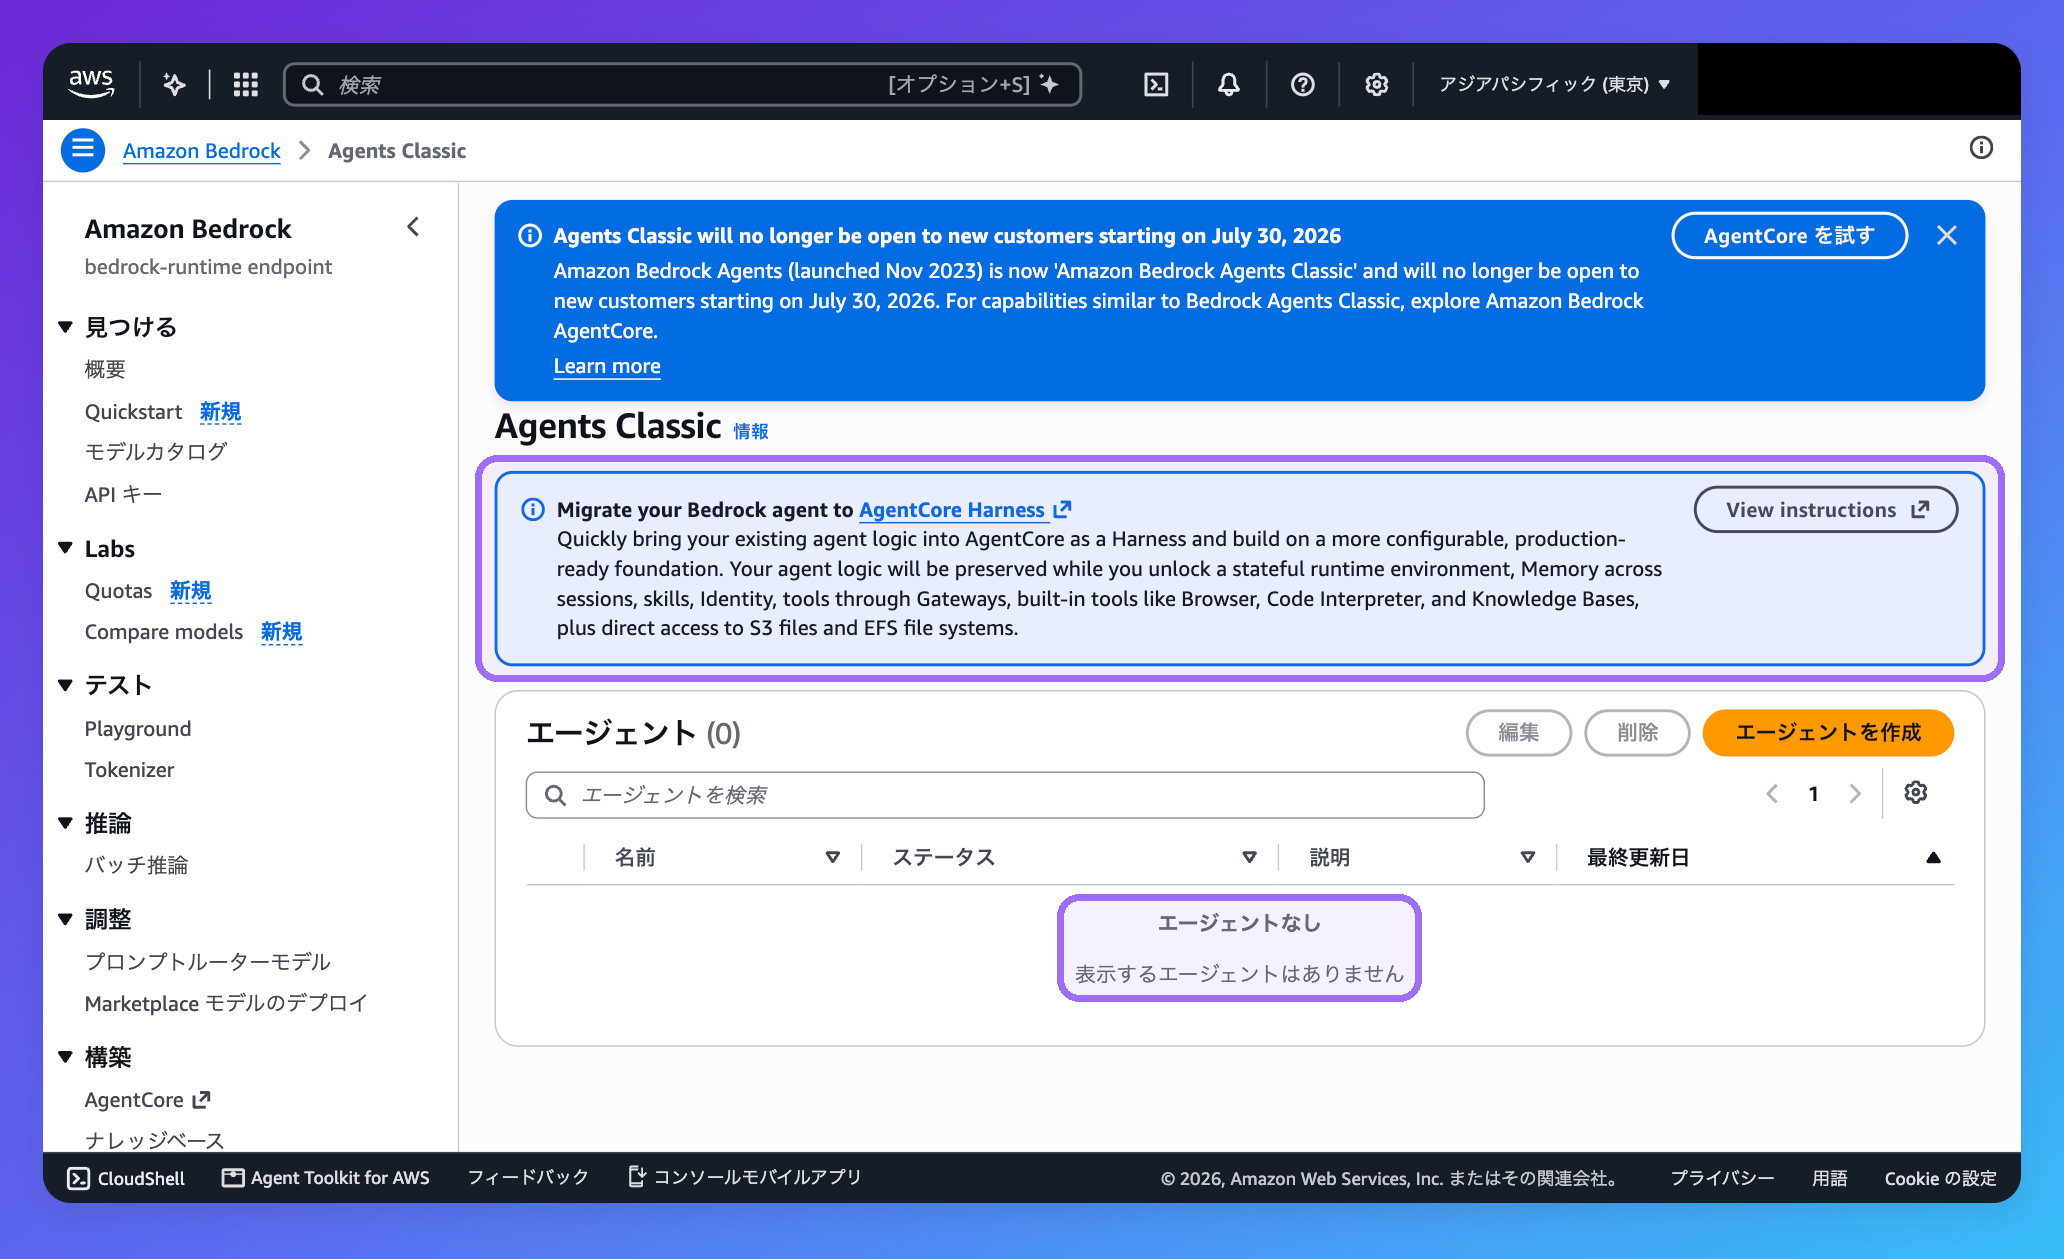 aws
検索
[オプション+S]
アジアパシフィック (東京)
Amazon Bedrock
Agents Classic
Amazon Bedrock
bedrock-runtime endpoint
見つける
概要
Quickstart 新規
モデルカタログ
API キー
Labs
Quotas 新規
Compare models 新規
テスト
Playground
Tokenizer
推論
バッチ推論
調整
プロンプトルーターモデル
Marketplace モデルのデプロイ
構築
AgentCore
ナレッジベース
Agents Classic will no longer be open to new customers starting on July 30, 2026
Amazon Bedrock Agents (launched Nov 2023) is now 'Amazon Bedrock Agents Classic' and will no longer be open to
new customers starting on July 30, 2026. For capabilities similar to Bedrock Agents Classic, explore Amazon Bedrock
AgentCore.
Learn more
AgentCore を試す
Agents Classic 情報
Migrate your Bedrock agent to AgentCore Harness
Quickly bring your existing agent logic into AgentCore as a Harness and build on a more configurable, production-
ready foundation. Your agent logic will be preserved while you unlock a stateful runtime environment, Memory across
sessions, skills, Identity, tools through Gateways, built-in tools like Browser, Code Interpreter, and Knowledge Bases,
plus direct access to S3 files and EFS file systems.
View instructions
エージェント (0)
編集
削除
エージェントを作成
エージェントを検索
1
名前
ステータス
説明
最終更新日
エージェントなし
表示するエージェントはありません
CloudShell
Agent Toolkit for AWS
フィードバック
コンソールモバイルアプリ
© 2026, Amazon Web Services, Inc. またはその関連会社。
プライバシー
用語
Cookie の設定